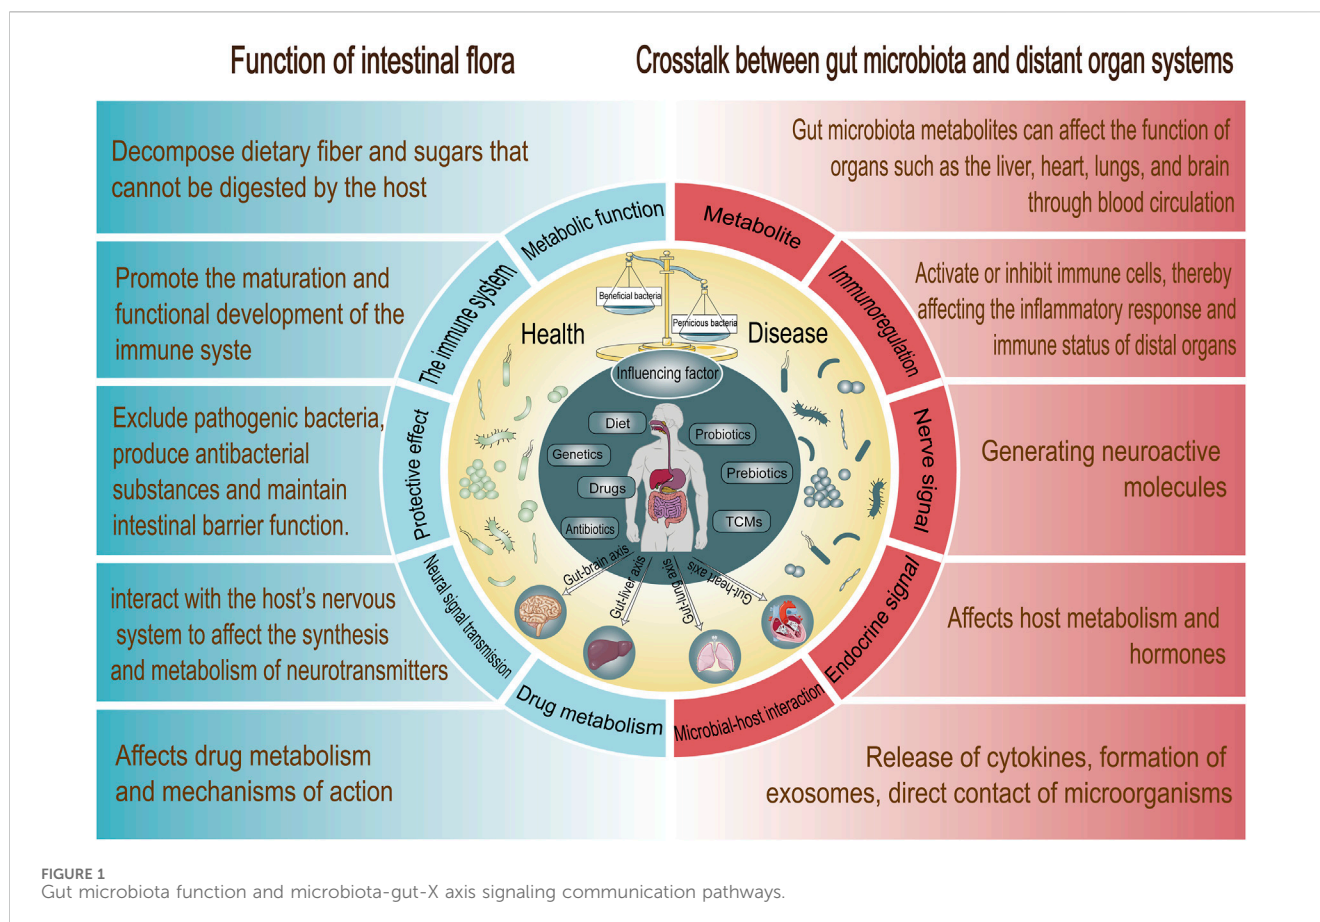 Function of intestinal flora
Crosstalk between gut microbiota and distant organ systems
Decompose dietary fiber and sugars that
cannot be digested by the host
Promote the maturation and
functional development of the
immune syste
Exclude pathogenic bacteria,
produce antibacterial
substances and maintain
intestinal barrier function.
interact with the host's nervous
system to affect the synthesis
and metabolism of neurotransmitters
Affects drug metabolism
and mechanisms of action
Metabolic function
The immune system
Protective effect
Neural signal transmission
Drug metabolism
Beneficial bacteria
Pernicious bacteria
Health
Disease
Influencing factor
Diet
Genetics
Drugs
Antibiotics
Probiotics
Prebiotics
TCMs
Gut-brain axis
Gut-liver axis
Gut-lung axis
Gut-heart axis
Metabolite
Immunoregulation
Nerve signal
Endocrine signal
Microbial-host interaction
Gut microbiota metabolites can affect the function of
organs such as the liver, heart, lungs, and brain
through blood circulation
Activate or inhibit immune cells, thereby
affecting the inflammatory response and
immune status of distal organs
Generating neuroactive
molecules
Affects host metabolism and
hormones
Release of cytokines, formation of
exosomes, direct contact of microorganisms
FIGURE 1
Gut microbiota function and microbiota-gut-X axis signaling communication pathways.